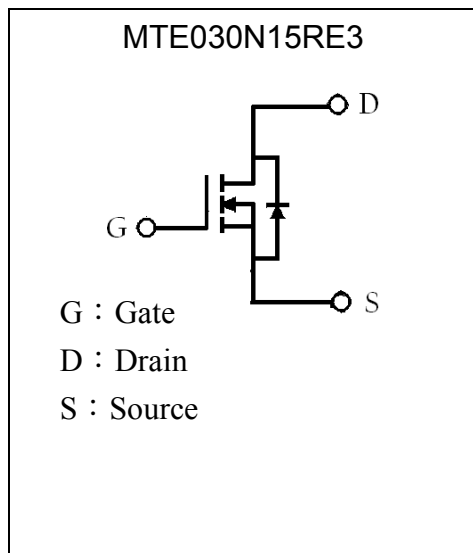 MTE030N15RE3
D
G
S
G：Gate
D：Drain
S：Source